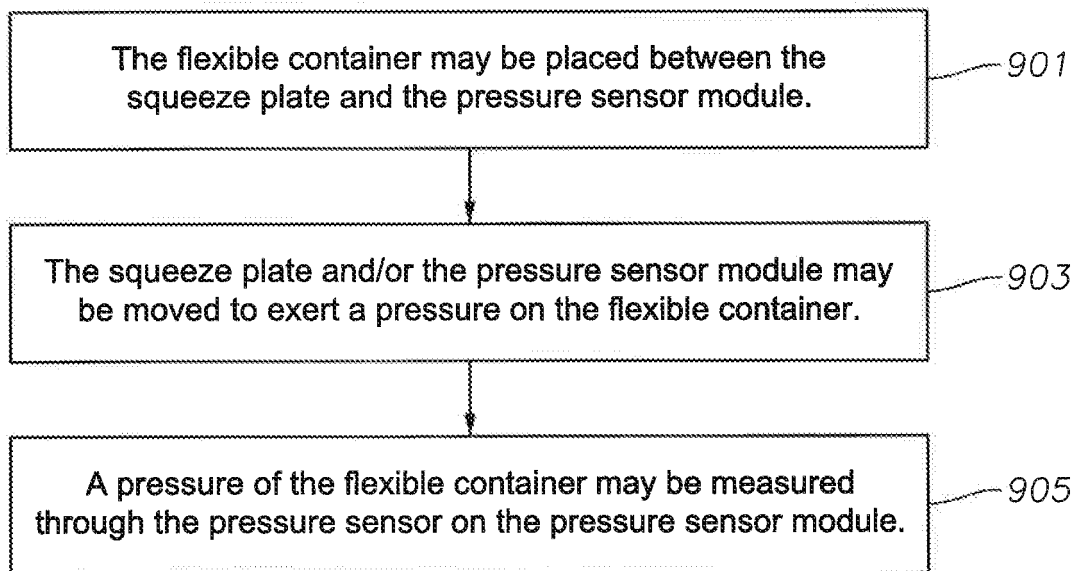 The flexible container may be placed between the
squeeze plate and the pressure sensor module.
901
The squeeze plate and/or the pressure sensor module may
be moved to exert a pressure on the flexible container.
903
A pressure of the flexible container may be measured
through the pressure sensor on the pressure sensor module.
905